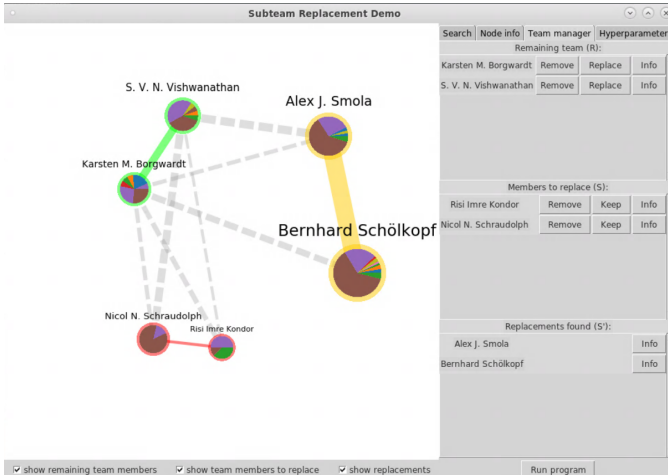 Subteam Replacement Demo
Search Node info Team manager Hyperparameter
Remaining team (R):
Karsten M. Borgwardt Remove Replace Info
S. V. N. Vishwanathan Remove Replace Info
Members to replace (S):
Risi Imre Kondor Remove Keep Info
Nicol N. Schraudolph Remove Keep Info
Replacements found (S'):
Alex J. Smola Info
Bernhard Schölkopf Info
S. V. N. Vishwanathan
Alex J. Smola
Karsten M. Borgwardt
Bernhard Schölkopf
Nicol N. Schraudolph
Risi Imre Kondor
show remaining team members show team members to replace show replacements Run program